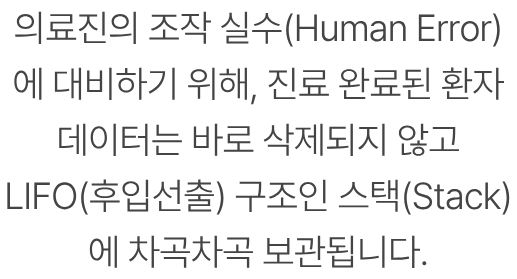 의료진의 조작 실수(Human Error)
에 대비하기 위해, 진료 완료된 환자
데이터는 바로 삭제되지 않고
LIFO(후입선출) 구조인 스택(Stack)
에 차곡차곡 보관됩니다.